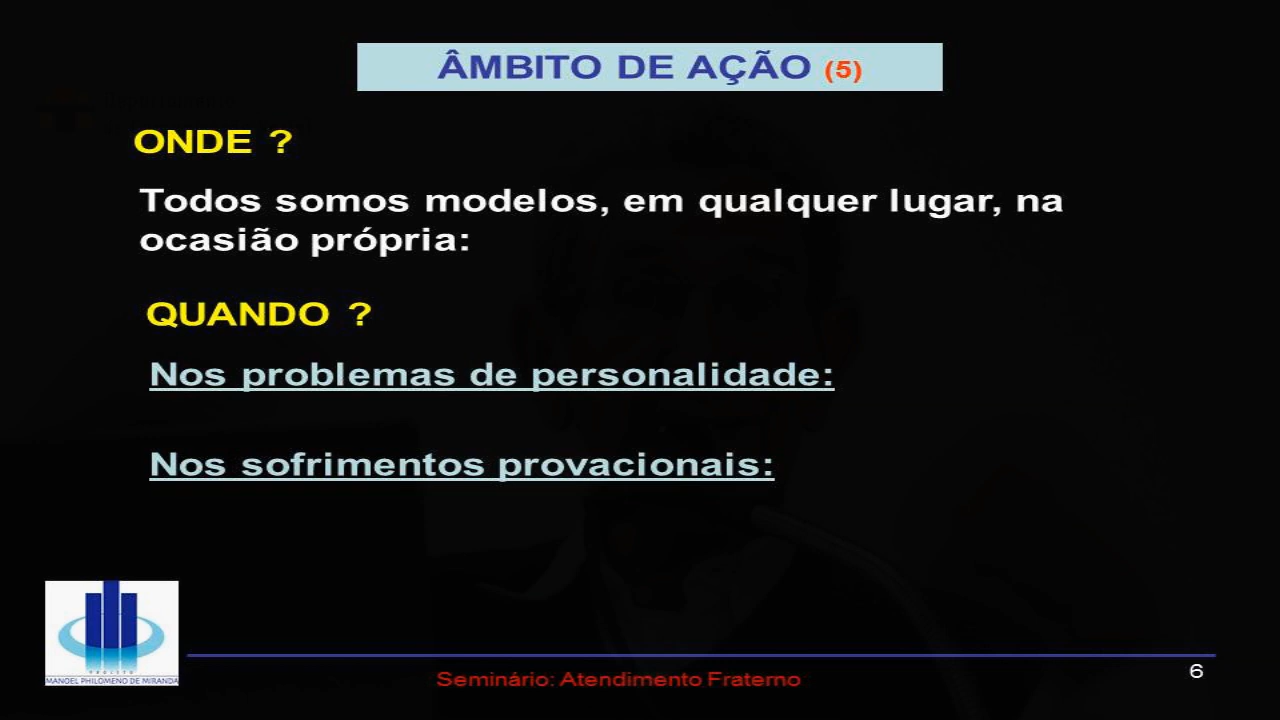 ÂMBITO DE AÇÃO (5)
ONDE ?
Todos somos modelos, em qualquer lugar, na
ocasião própria:
QUANDO ?
Nos problemas de personalidade:
Nos sofrimentos provacionais:
PROJETO
MANOEL PHILOMENO DE MIRANDA
Seminário: Atendimento Fraterno
6